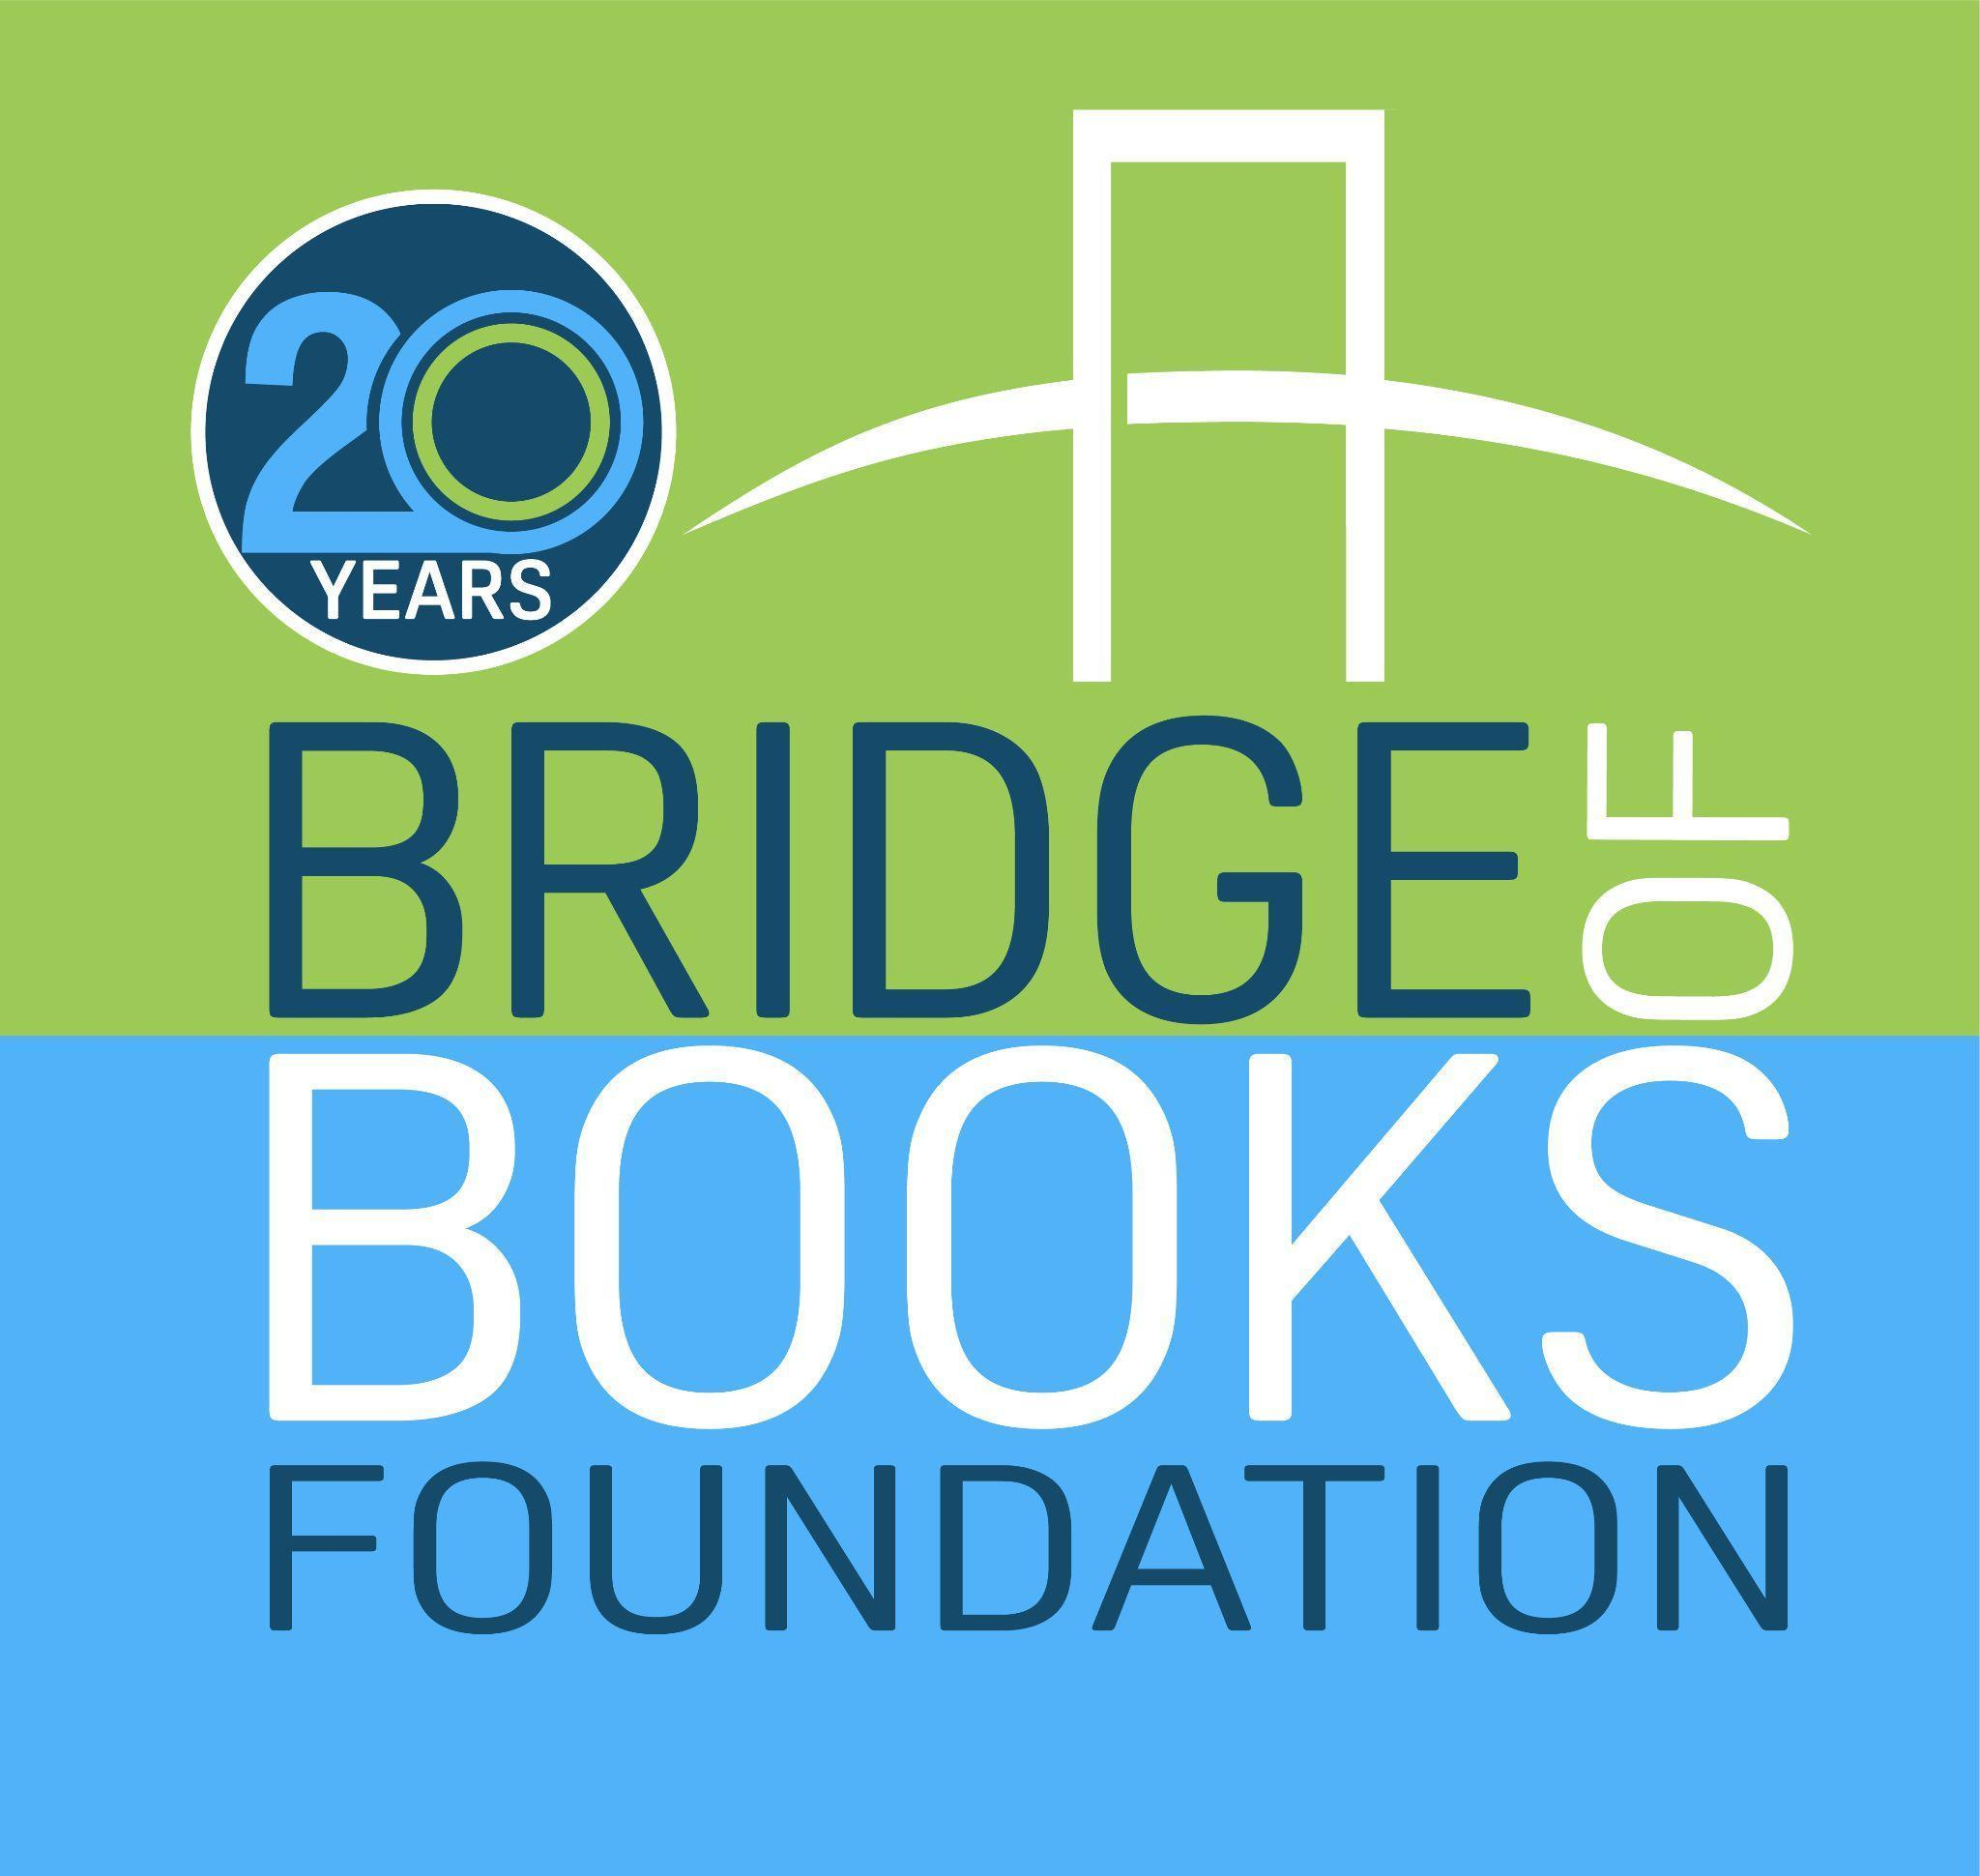 20
YEARS
BRIDGE OF
BOOKS
FOUNDATION